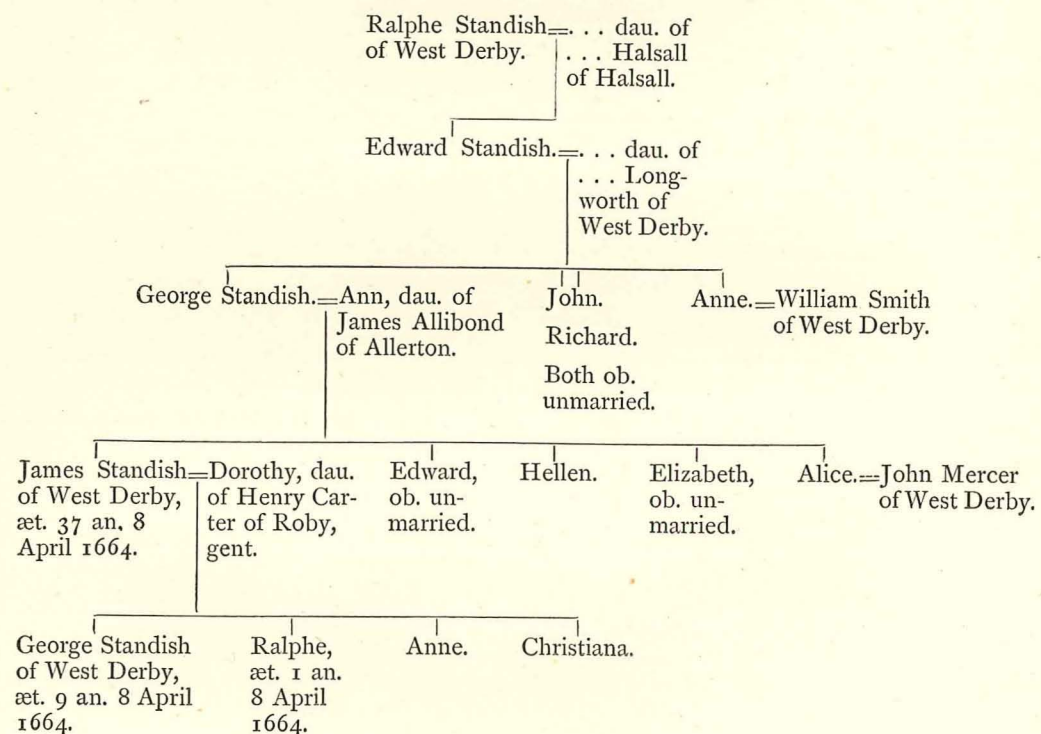 Ralphe Standish=. . . dau. of
of West Derby. . . . Halsall
of Halsall.
Edward Standish.=. . . dau. of
. . . Long-
worth of
West Derby.
George Standish.=Ann, dau. of
James Allibond
of Allerton.
John.
Richard.
Both ob.
unmarried.
Anne.=William Smith
of West Derby.
James Standish=Dorothy, dau.
of West Derby, of Henry Car-
æt. 37 an. 8 ter of Roby,
April 1664. gent.
Edward,
ob. un-
married.
Hellen.
Elizabeth,
ob. un-
married.
Alice.=John Mercer
of West Derby.
George Standish
of West Derby,
æt. 9 an. 8 April
1664.
Ralphe,
æt. 1 an.
8 April
1664.
Anne.
Christiana.